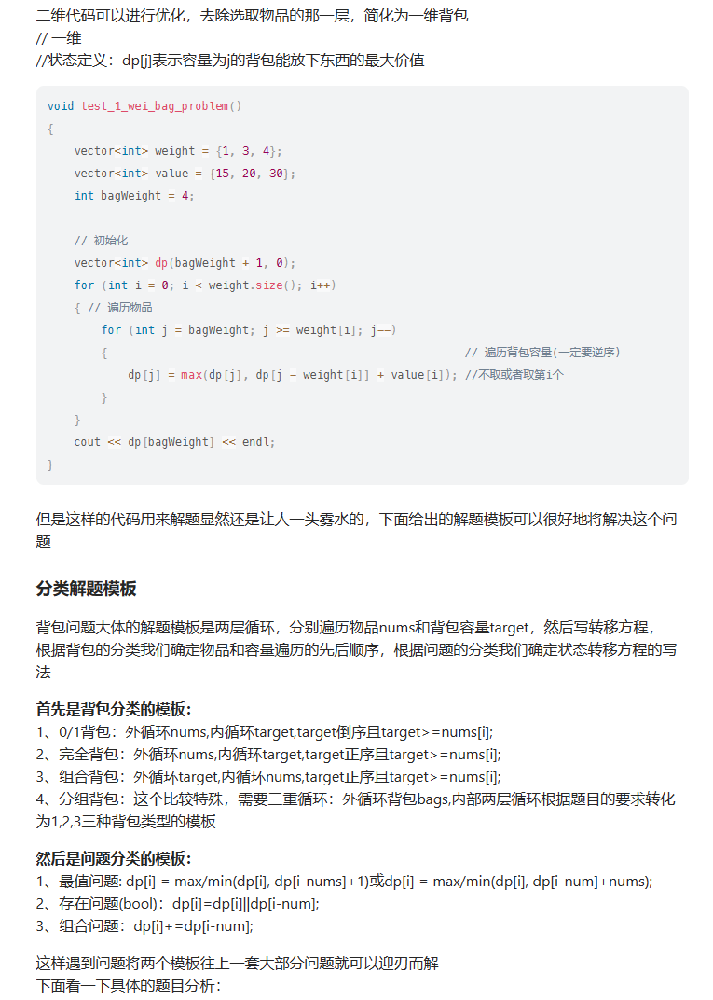 二维代码可以进行优化，去除选取物品的那一层，简化为一维背包
// 一维
//状态定义：dp[j]表示容量为j的背包能放下东西的最大价值
void test_1_wei_bag_problem()
{
    vector<int> weight = {1, 3, 4};
    vector<int> value = {15, 20, 30};
    int bagWeight = 4;
    // 初始化
    vector<int> dp(bagWeight + 1, 0);
    for (int i = 0; i < weight.size(); i++)
    { // 遍历物品
        for (int j = bagWeight; j >= weight[i]; j--)
        {                                                     // 遍历背包容量(一定要逆序)
            dp[j] = max(dp[j], dp[j - weight[i]] + value[i]); //不取或者取第i个
        }
    }
    cout << dp[bagWeight] << endl;
}
但是这样的代码用来解题显然还是让人一头雾水的，下面给出的解题模板可以很好地将解决这个问
题
分类解题模板
背包问题大体的解题模板是两层循环，分别遍历物品nums和背包容量target，然后写转移方程，
根据背包的分类我们确定物品和容量遍历的先后顺序，根据问题的分类我们确定状态转移方程的写
法
首先是背包分类的模板：
1、0/1背包：外循环nums,内循环target,target倒序且target>=nums[i];
2、完全背包：外循环nums,内循环target,target正序且target>=nums[i];
3、组合背包：外循环target,内循环nums,target正序且target>=nums[i];
4、分组背包：这个比较特殊，需要三重循环：外循环背包bags,内部两层循环根据题目的要求转化
为1,2,3三种背包类型的模板
然后是问题分类的模板：
1、最值问题: dp[i] = max/min(dp[i], dp[i-nums]+1)或dp[i] = max/min(dp[i], dp[i-num]+nums);
2、存在问题(bool)：dp[i]=dp[i]||dp[i-num];
3、组合问题：dp[i]+=dp[i-num];
这样遇到问题将两个模板往上一套大部分问题就可以迎刃而解
下面看一下具体的题目分析：